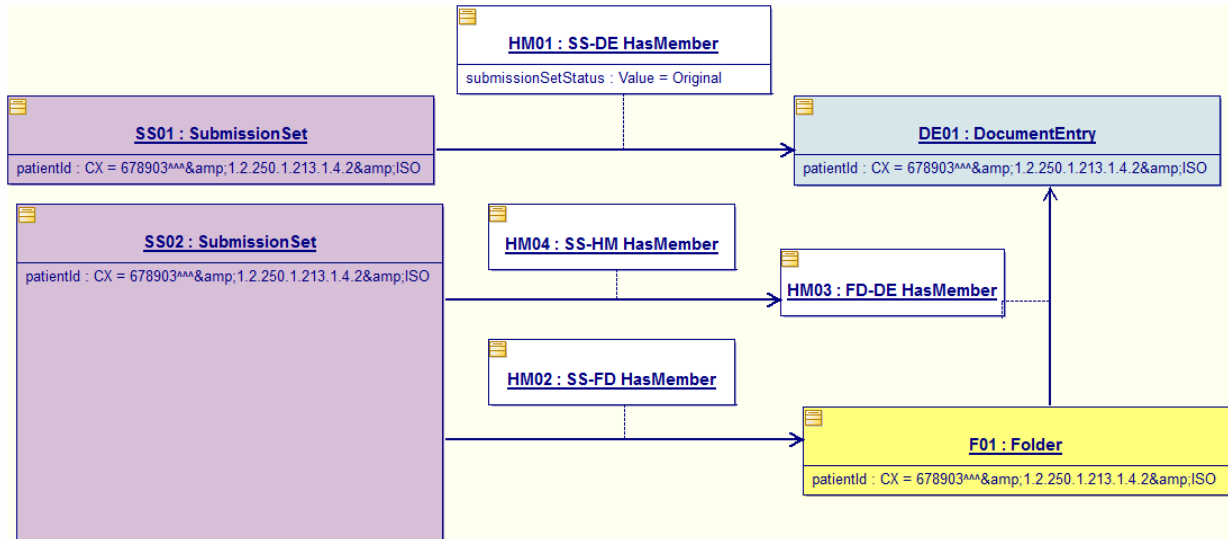 HM01 : SS-DE HasMember
submissionSetStatus : Value = Original
SS01 : SubmissionSet
patientId : CX = 678903^^^&amp;1.2.250.1.213.1.4.2&amp;ISO
DE01 : DocumentEntry
patientId : CX = 678903^^^&amp;1.2.250.1.213.1.4.2&amp;ISO
SS02 : SubmissionSet
patientId : CX = 678903^^^&amp;1.2.250.1.213.1.4.2&amp;ISO
HM04 : SS-HM HasMember
HM03 : FD-DE HasMember
HM02 : SS-FD HasMember
F01 : Folder
patientId : CX = 678903^^^&amp;1.2.250.1.213.1.4.2&amp;ISO